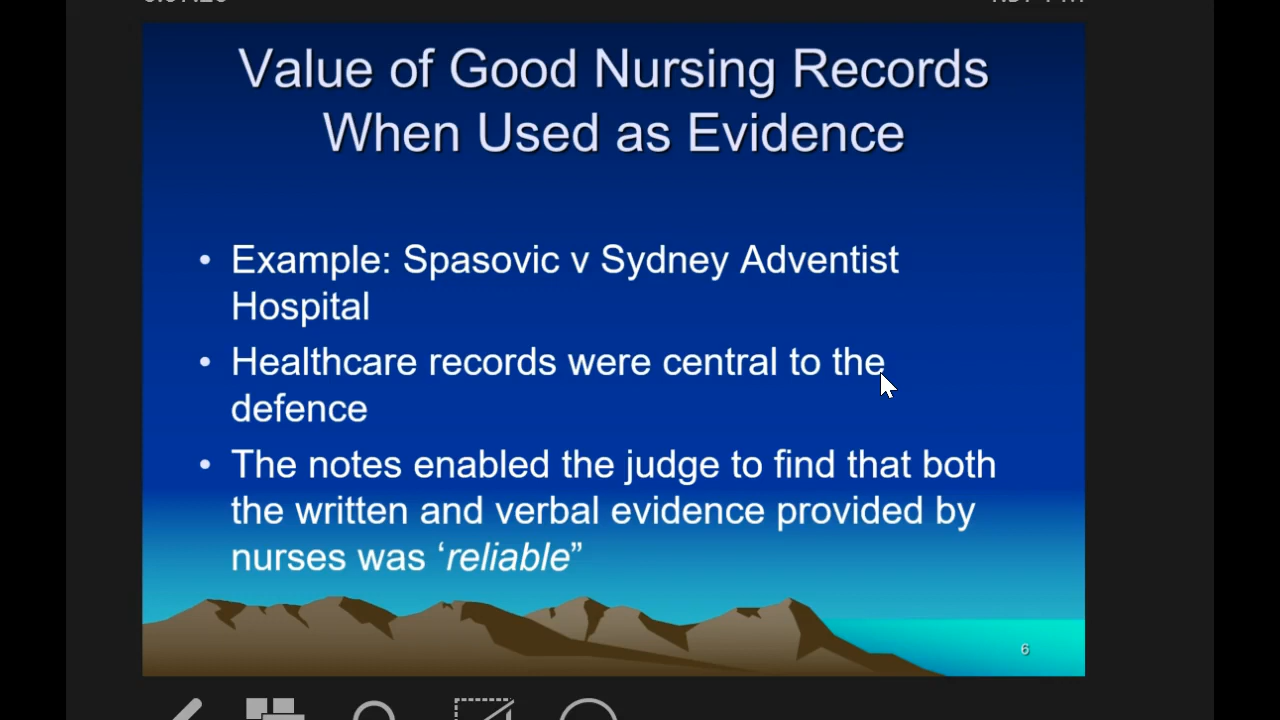 Value of Good Nursing Records
When Used as Evidence
• Example: Spasovic v Sydney Adventist
Hospital
• Healthcare records were central to the
defence
• The notes enabled the judge to find that both
the written and verbal evidence provided by
nurses was ‘reliable”
6